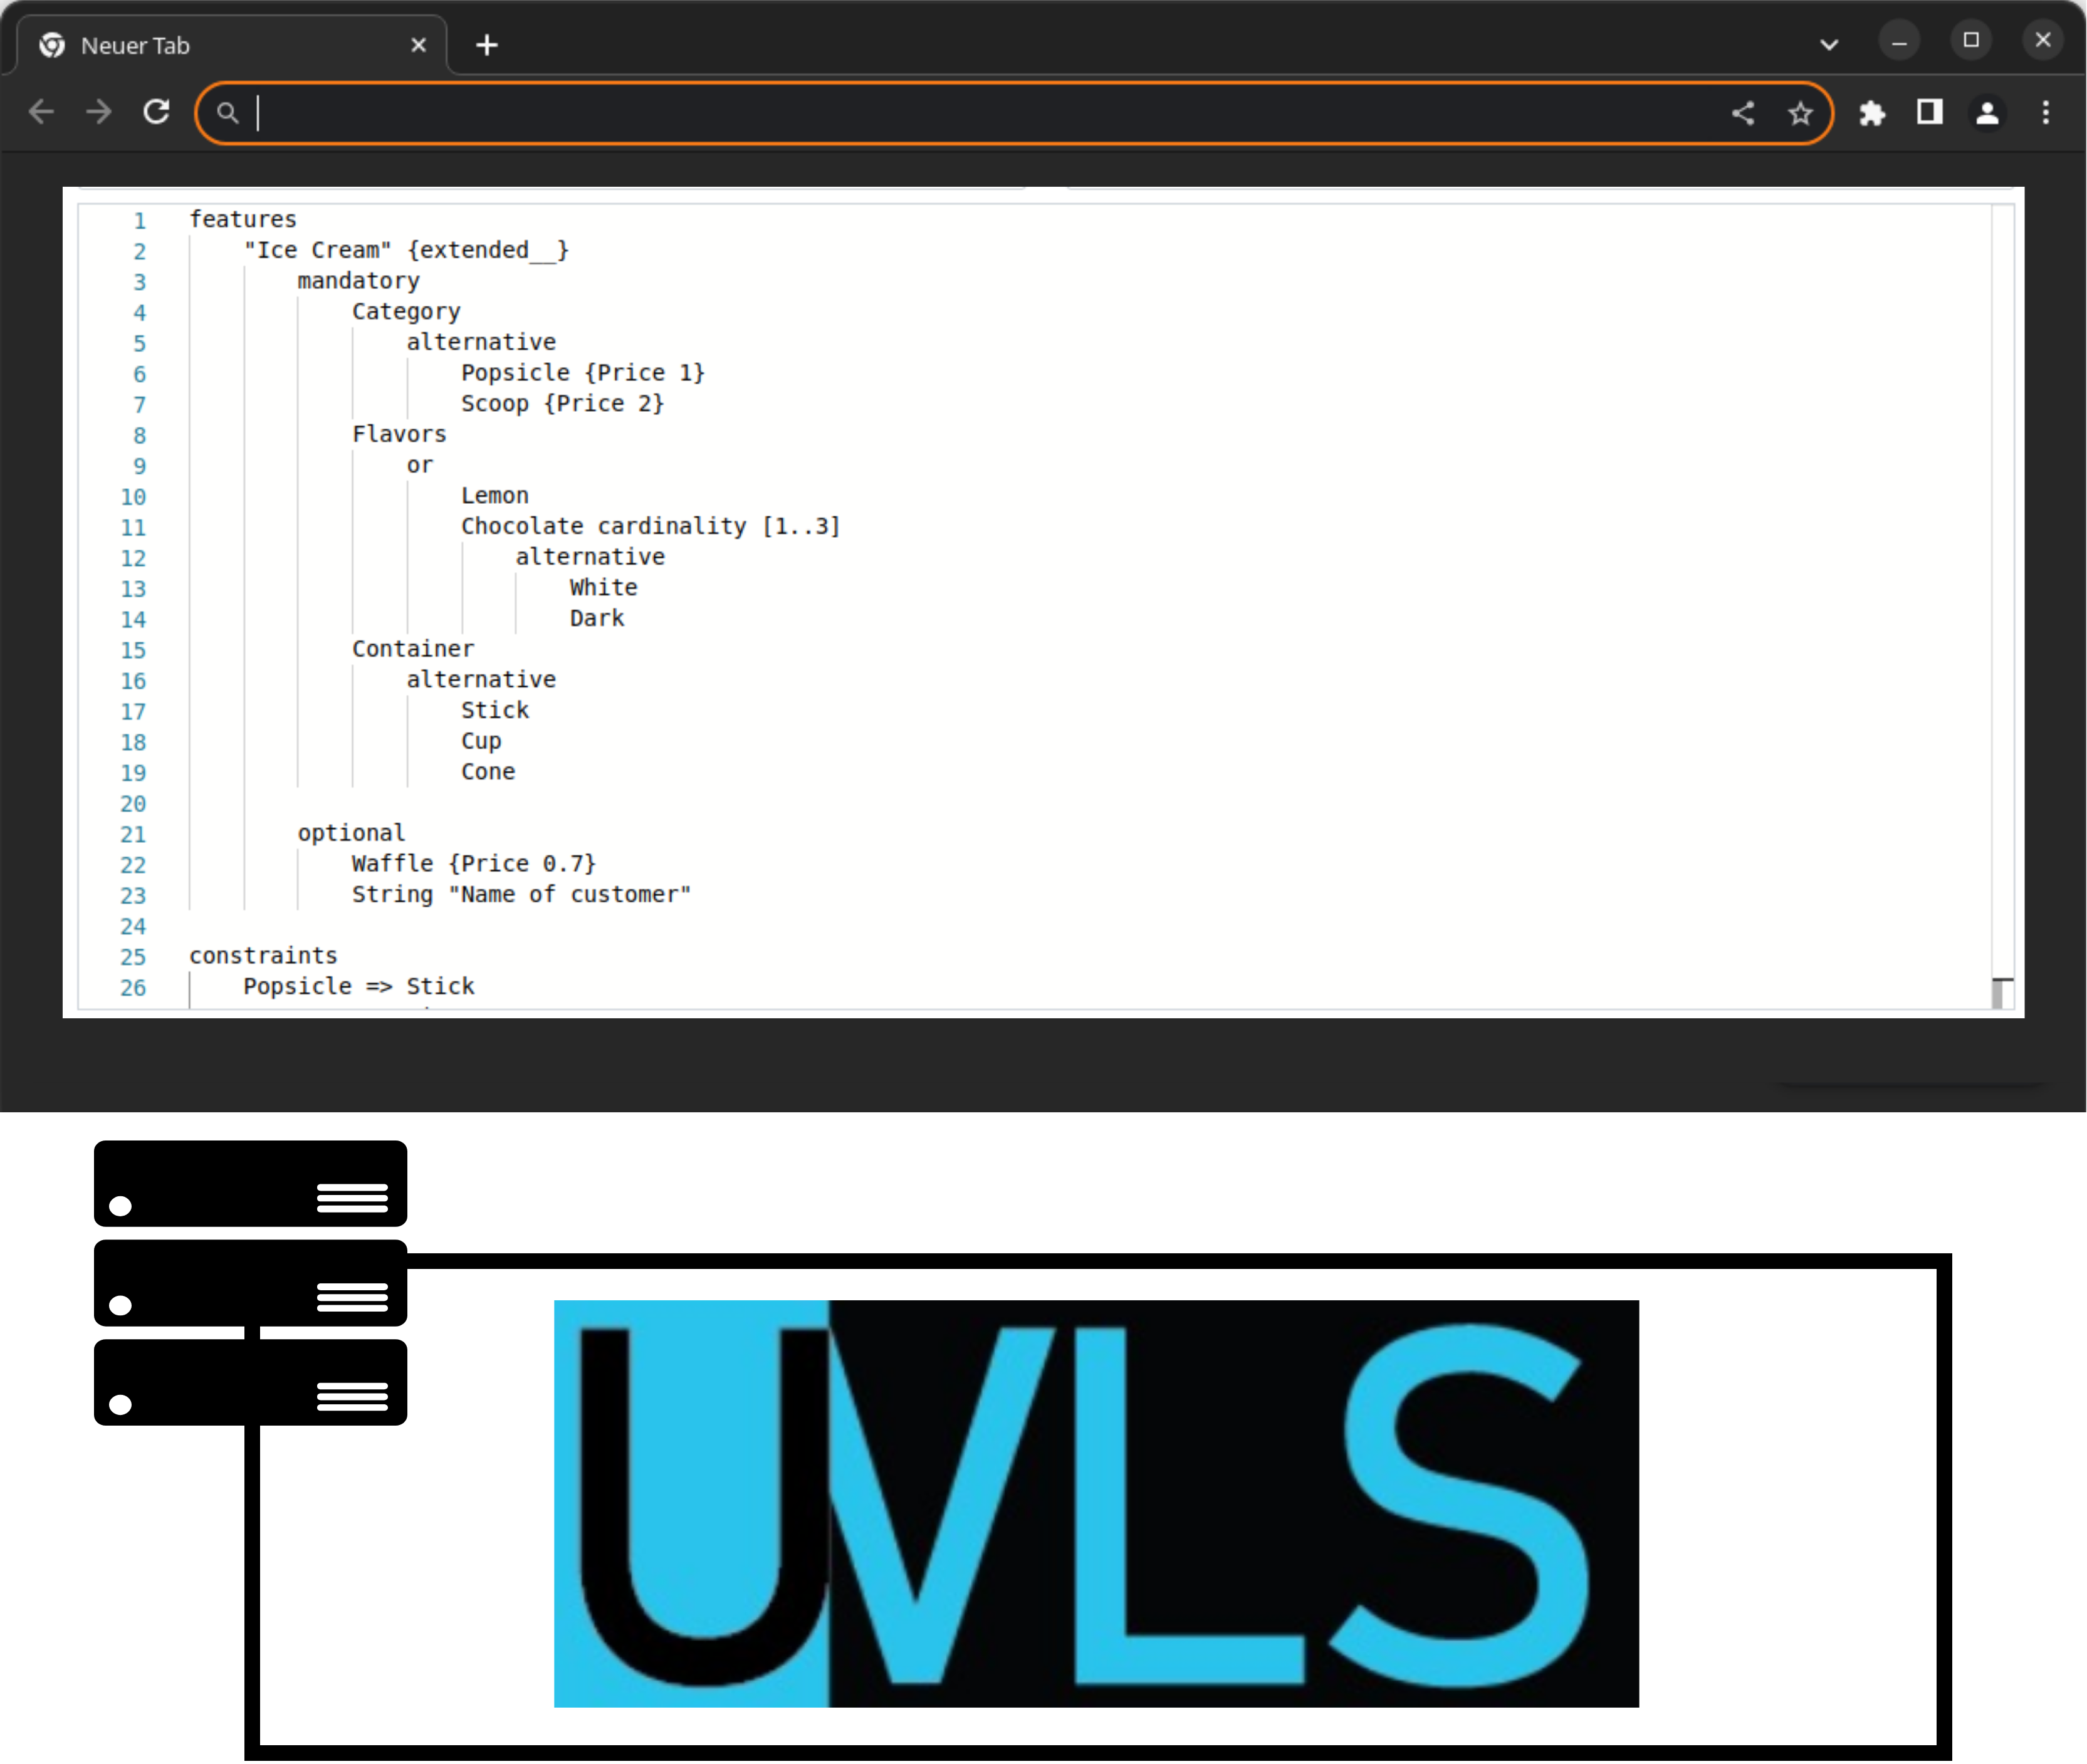 Neuer Tab
1 features
2 "Ice Cream" {extended__}
3 mandatory
4 Category
5 alternative
6 Popsicle {Price 1}
7 Scoop {Price 2}
8 Flavors
9 or
10 Lemon
11 Chocolate cardinality [1..3]
12 alternative
13 White
14 Dark
15 Container
16 alternative
17 Stick
18 Cup
19 Cone
20
21 optional
22 Waffle {Price 0.7}
23 String "Name of customer"
24
25 constraints
26 Popsicle => Stick
UVLS